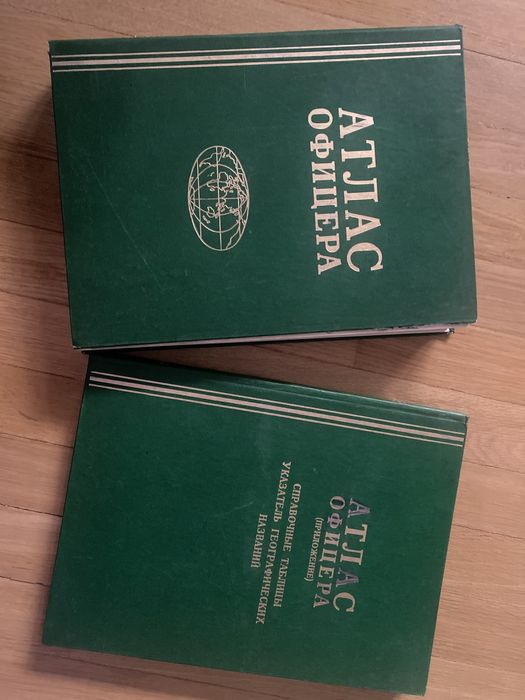 АТЛАС
ОФИЦЕРА
АТЛАС
ОФИЦЕРА
(ПРИЛОЖЕНИЕ)
СПРАВОЧНЫЕ ТАБЛИЦЫ
УКАЗАТЕЛЬ ГЕОГРАФИЧЕСКИХ
НАЗВАНИЙ